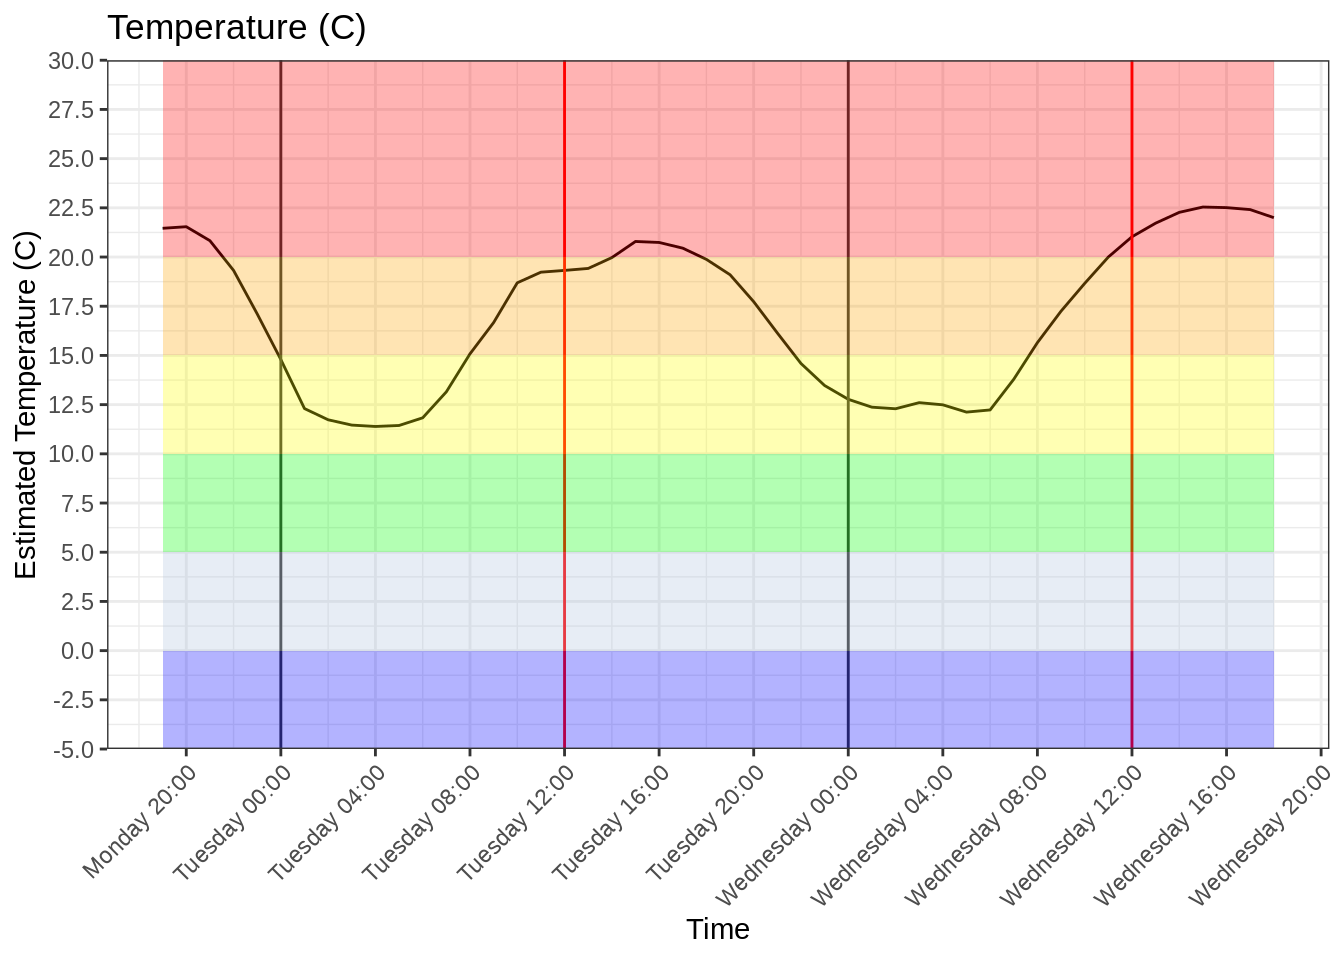 Temperature (C)
30.0
27.5
25.0
22.5
20.0
17.5
15.0
12.5
10.0
7.5
5.0
2.5
0.0
-2.5
-5.0
Estimated Temperature (C)
Monday 20:00
Tuesday 00:00
Tuesday 04:00
Tuesday 08:00
Tuesday 12:00
Tuesday 16:00
Tuesday 20:00
Wednesday 00:00
Wednesday 04:00
Wednesday 08:00
Wednesday 12:00
Wednesday 16:00
Wednesday 20:00
Time